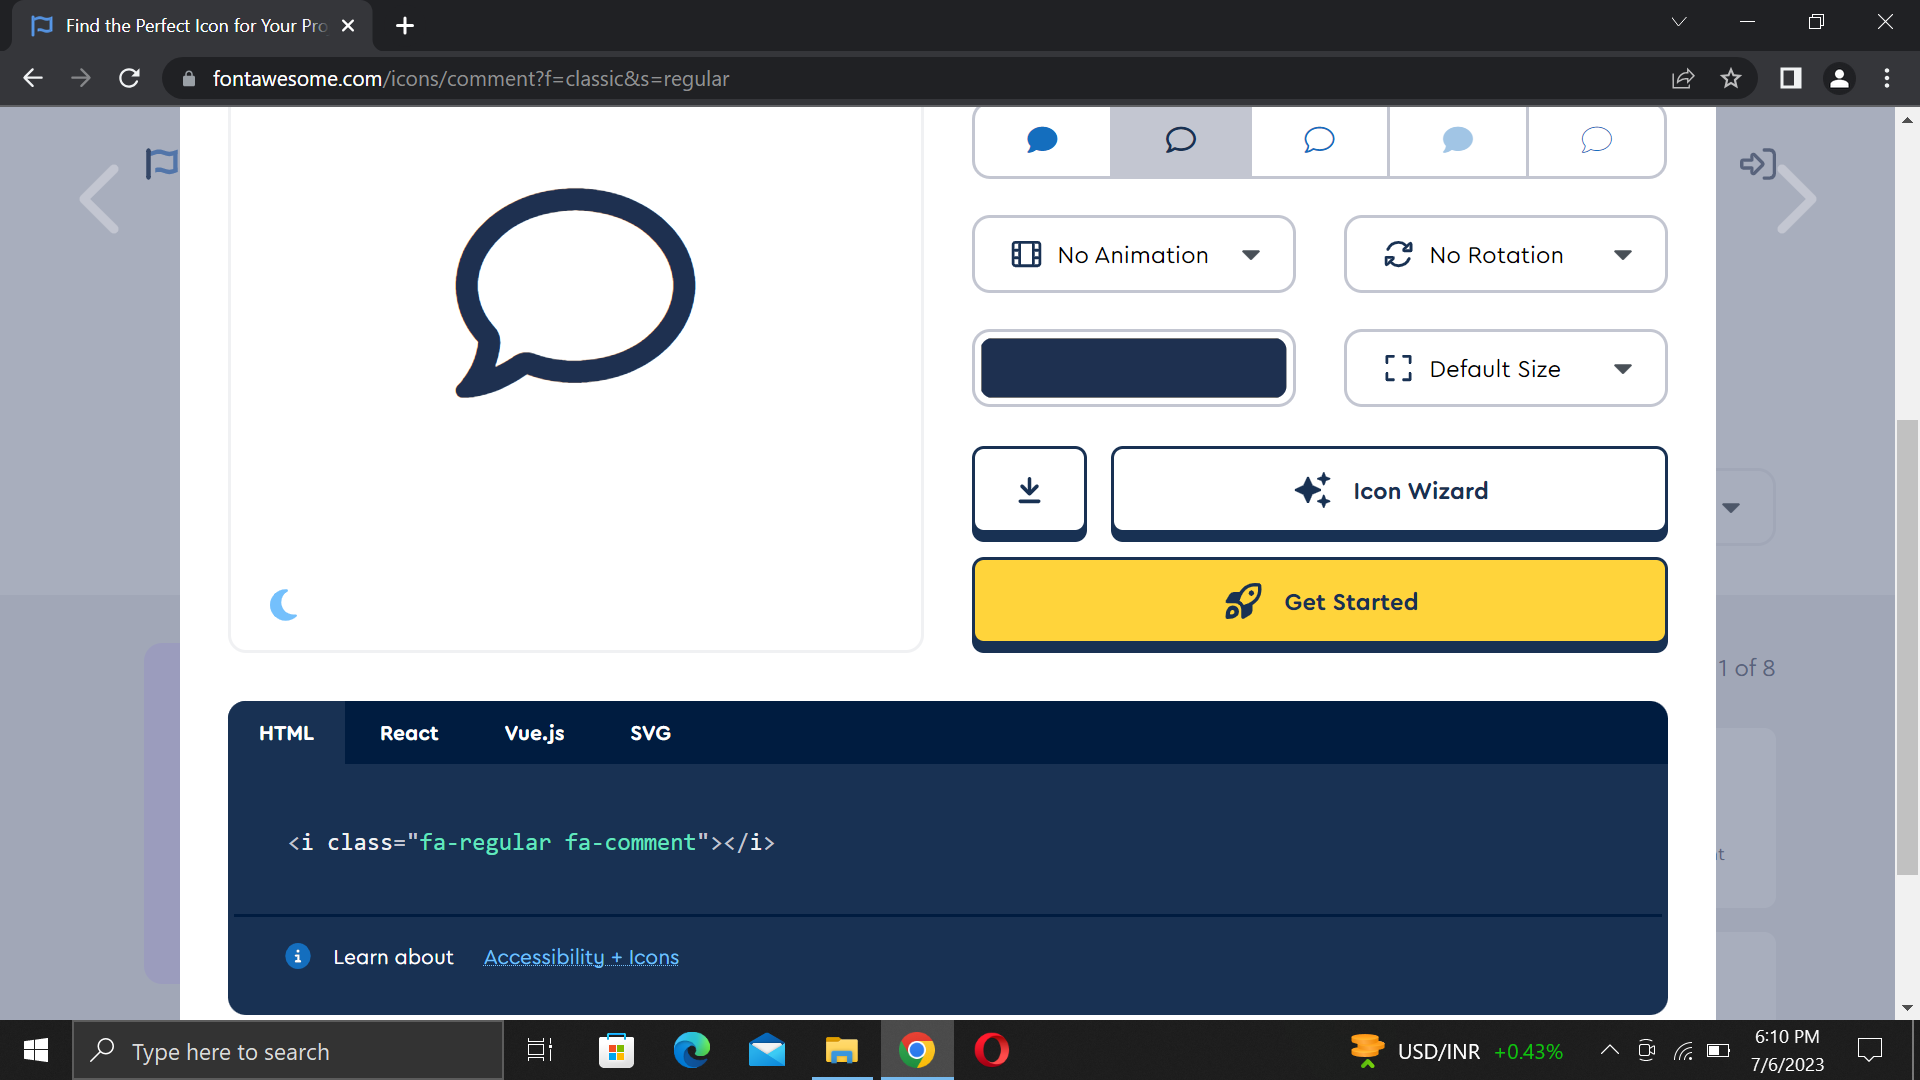 Find the Perfect Icon for Your Pro
fontawesome.com/icons/comment?f=classic&s=regular
No Animation
No Rotation
Default Size
Icon Wizard
Get Started
1 of 8
HTML React Vue.js SVG
<i class="fa-regular fa-comment"></i>
Learn about Accessibility + Icons
Type here to search
USD/INR +0.43%
6:10 PM
7/6/2023